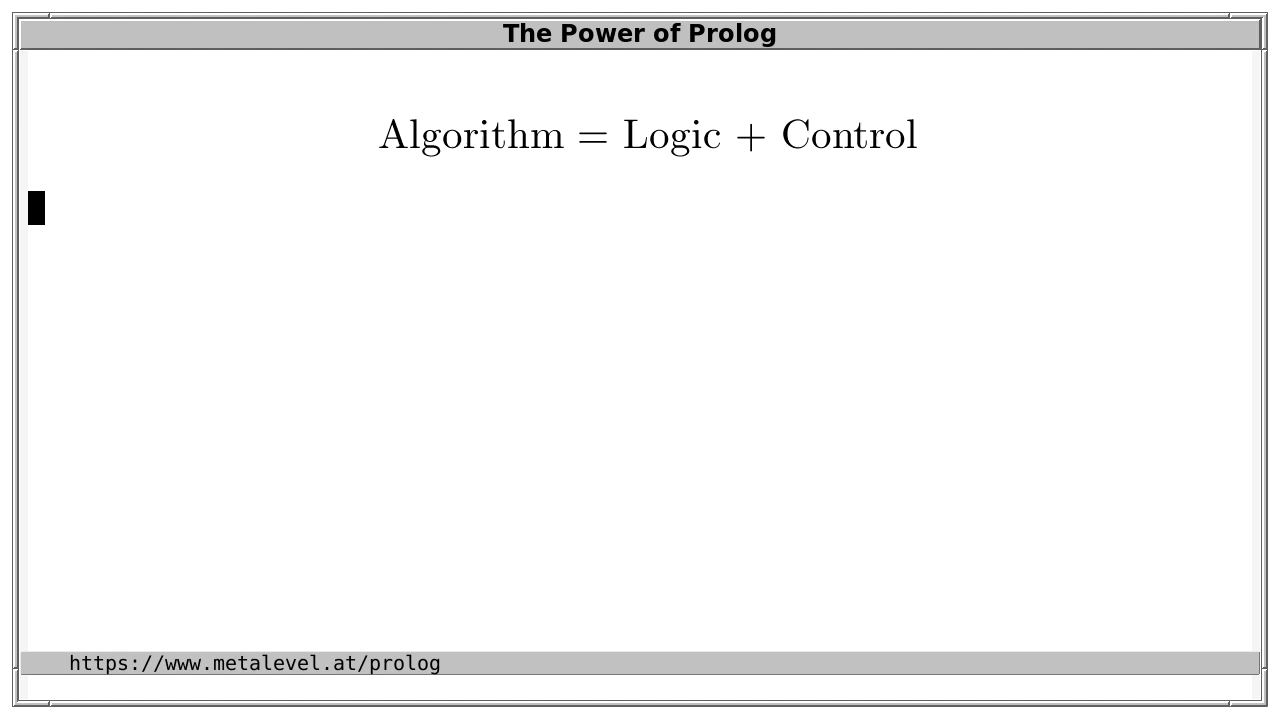 The Power of Prolog
Algorithm = Logic + Control
https://www.metalevel.at/prolog